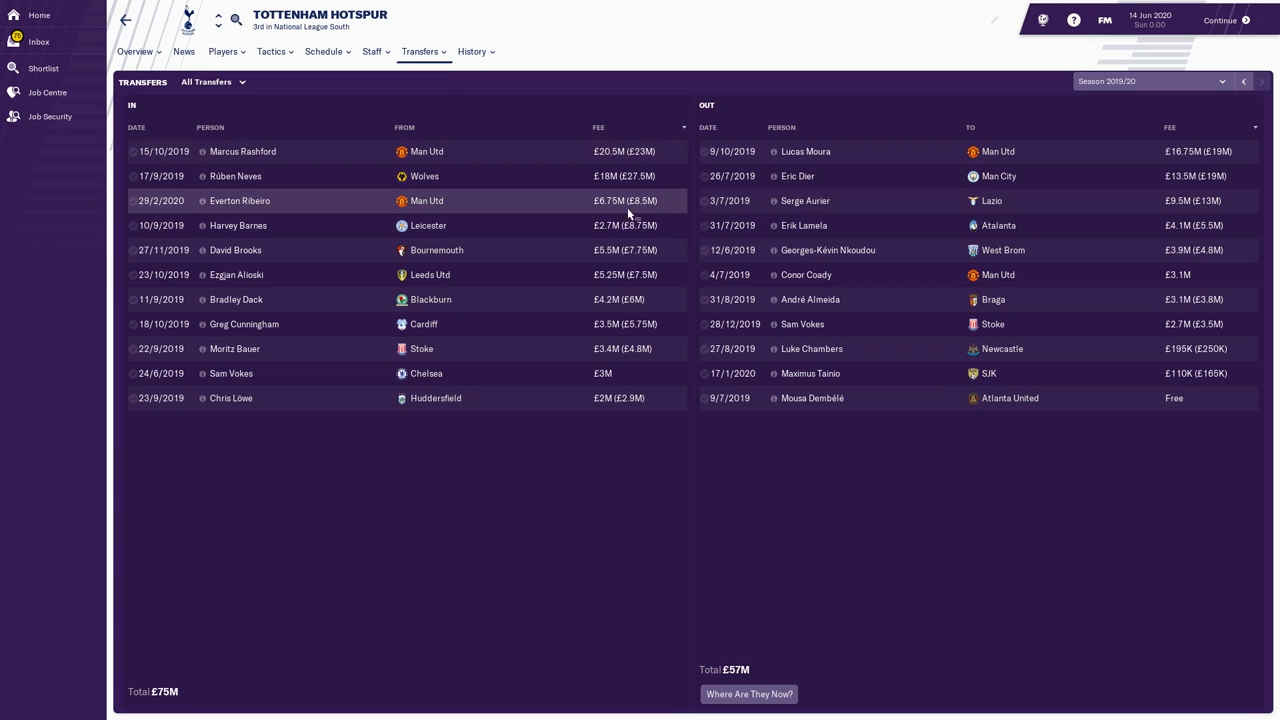 Home
75
Inbox
Shortlist
Job Centre
Job Security
TOTTENHAM HOTSPUR
3rd in National League South
FM
14 Jun 2020
Sun 0:00
Continue
Overview
News
Players
Tactics
Schedule
Staff
Transfers
History
TRANSFERS All Transfers
Season 2019/20
IN
DATE PERSON FROM FEE
15/10/2019 Marcus Rashford Man Utd £20.5M (£23M)
17/9/2019 Rúben Neves Wolves £18M (£27.5M)
29/2/2020 Everton Ribeiro Man Utd £6.75M (£8.5M)
10/9/2019 Harvey Barnes Leicester £2.7M (£8.75M)
27/11/2019 David Brooks Bournemouth £5.5M (£7.75M)
23/10/2019 Ezgjan Alioski Leeds Utd £5.25M (£7.5M)
11/9/2019 Bradley Dack Blackburn £4.2M (£6M)
18/10/2019 Greg Cunningham Cardiff £3.5M (£5.75M)
22/9/2019 Moritz Bauer Stoke £3.4M (£4.8M)
24/6/2019 Sam Vokes Chelsea £3M
23/9/2019 Chris Löwe Huddersfield £2M (£2.9M)
Total £75M
OUT
DATE PERSON TO FEE
9/10/2019 Lucas Moura Man Utd £16.75M (£19M)
26/7/2019 Eric Dier Man City £13.5M (£19M)
3/7/2019 Serge Aurier Lazio £9.5M (£13M)
31/7/2019 Erik Lamela Atalanta £4.1M (£5.5M)
12/6/2019 Georges-Kévin Nkoudou West Brom £3.9M (£4.8M)
4/7/2019 Conor Coady Man Utd £3.1M
31/8/2019 André Almeida Braga £3.1M (£3.8M)
28/12/2019 Sam Vokes Stoke £2.7M (£3.5M)
27/8/2019 Luke Chambers Newcastle £195K (£250K)
17/1/2020 Maximus Tainio SJK £110K (£165K)
9/7/2019 Mousa Dembélé Atlanta United Free
Total £57M
Where Are They Now?